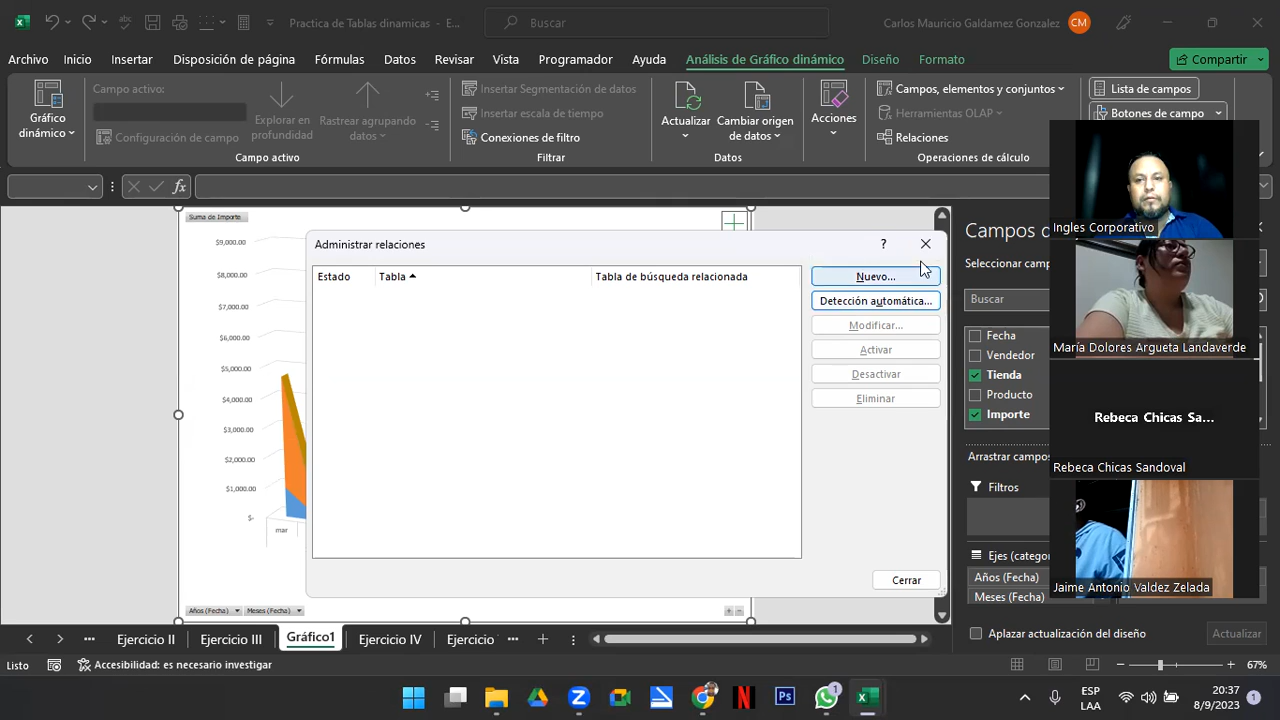 Practica de Tablas dinamicas - E...
Buscar
Carlos Mauricio Galdamez Gonzalez
CM
Archivo
Inicio
Insertar
Disposición de página
Fórmulas
Datos
Revisar
Vista
Programador
Ayuda
Análisis de Gráfico dinámico
Diseño
Formato
Compartir
Gráfico dinámico
Campo activo:
Configuración de campo
Explorar en profundidad
Rastrear agrupando datos
Campo activo
Insertar Segmentación de datos
Insertar escala de tiempo
Conexiones de filtro
Filtrar
Actualizar
Cambiar origen de datos
Datos
Acciones
Campos, elementos y conjuntos
Herramientas OLAP
Relaciones
Operaciones de cálculo
Lista de campos
Botones de campo
fx
Suma de Importe
$9,000.00
$8,000.00
$7,000.00
$6,000.00
$5,000.00
$4,000.00
$3,000.00
$2,000.00
$1,000.00
$-
mar
Años (Fecha)
Meses (Fecha)
Administrar relaciones
?
Estado
Tabla
Tabla de búsqueda relacionada
Nuevo...
Detección automática...
Modificar...
Activar
Desactivar
Eliminar
Cerrar
Campos
Seleccionar camp
Buscar
Fecha
Vendedor
Tienda
Producto
Importe
Arrastrar campos
Filtros
Ejes (catego
Años (Fecha)
Meses (Fecha)
Aplazar actualización del diseño
Actualizar
Ingles Corporativo
María Dolores Argueta Landaverde
Rebeca Chicas Sa...
Rebeca Chicas Sandoval
Jaime Antonio Valdez Zelada
...
Ejercicio II
Ejercicio III
Gráfico1
Ejercicio IV
Ejercicio
...
Listo
Accesibilidad: es necesario investigar
67%
1
ESP
LAA
20:37
8/9/2023
1